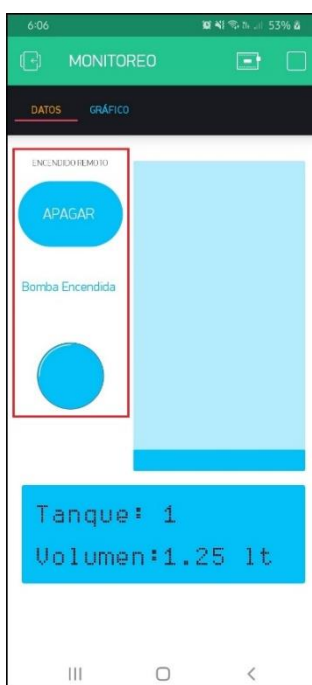 6:06 53%
MONITOREO
DATOS GRÁFICO
ENCENDIDO REMOTO
APAGAR
Bomba Encendida
Tanque: 1
Volumen:1.25 lt